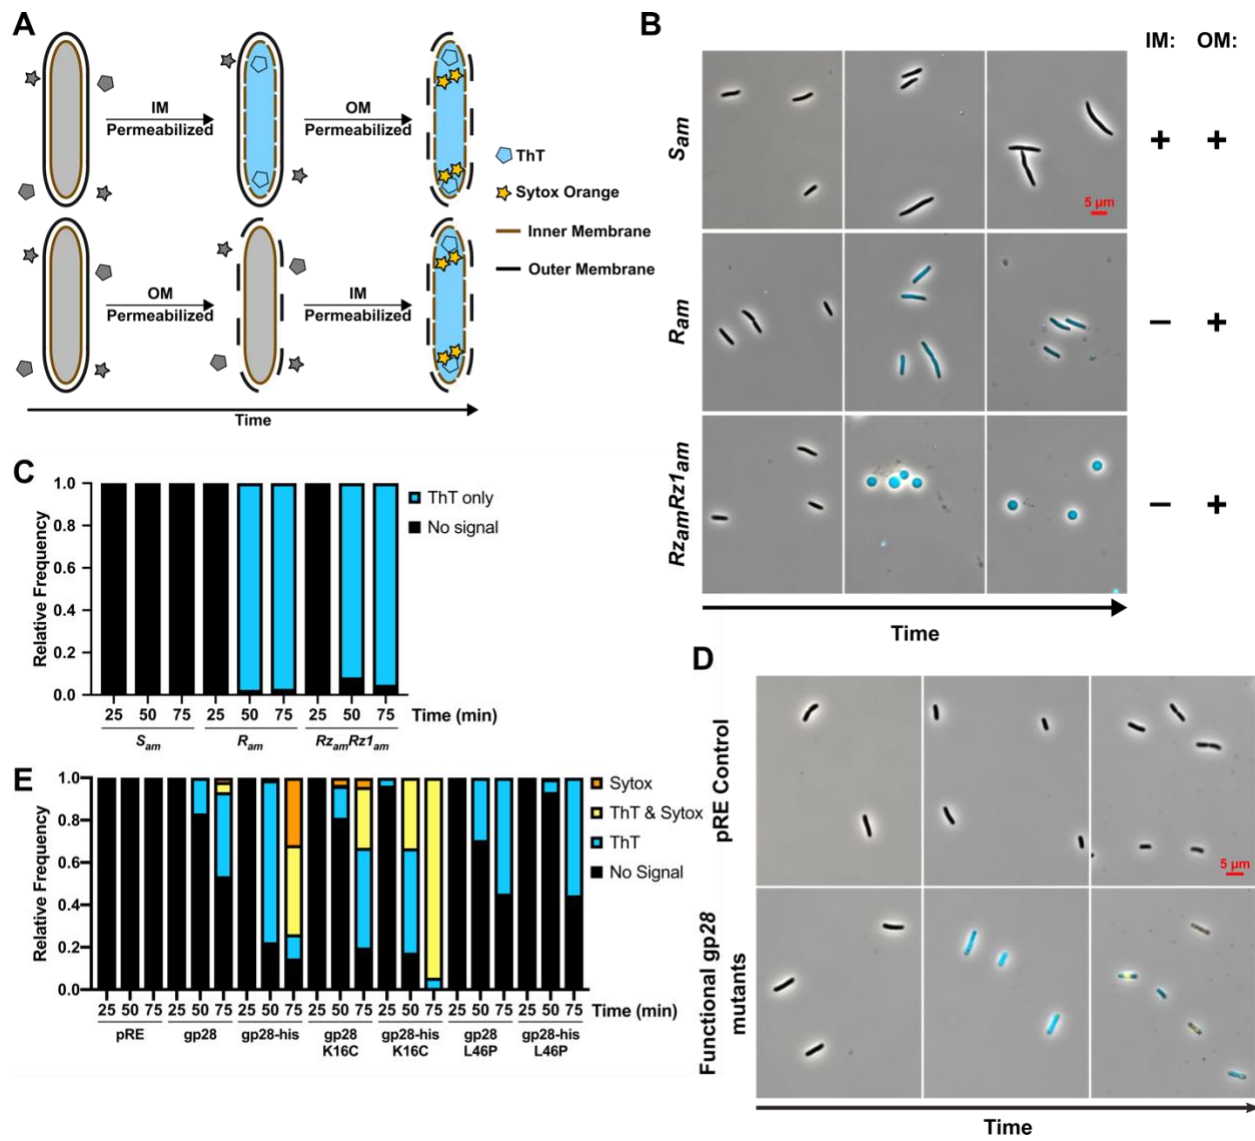 A
IM
Permeabilized
OM
Permeabilized
OM
Permeabilized
IM
Permeabilized
Time
ThT
Sytox Orange
Inner Membrane
Outer Membrane
B
IM: OM:
Sam
+ +
5 µm
Ram
– +
RzamRz1am
– +
Time
C
Relative Frequency
1.0
0.8
0.6
0.4
0.2
0.0
ThT only
No signal
25 50 75 25 50 75 25 50 75 Time (min)
Sam Ram RzamRz1am
D
pRE Control
5 µm
Functional gp28
mutants
Time
E
Relative Frequency
1.0
0.8
0.6
0.4
0.2
0.0
Sytox
ThT & Sytox
ThT
No Signal
25 50 75 25 50 75 25 50 75 25 50 75 25 50 75 25 50 75 25 50 75 Time (min)
pRE gp28 gp28-his gp28 gp28-his gp28 gp28-his
K16C K16C L46P L46P